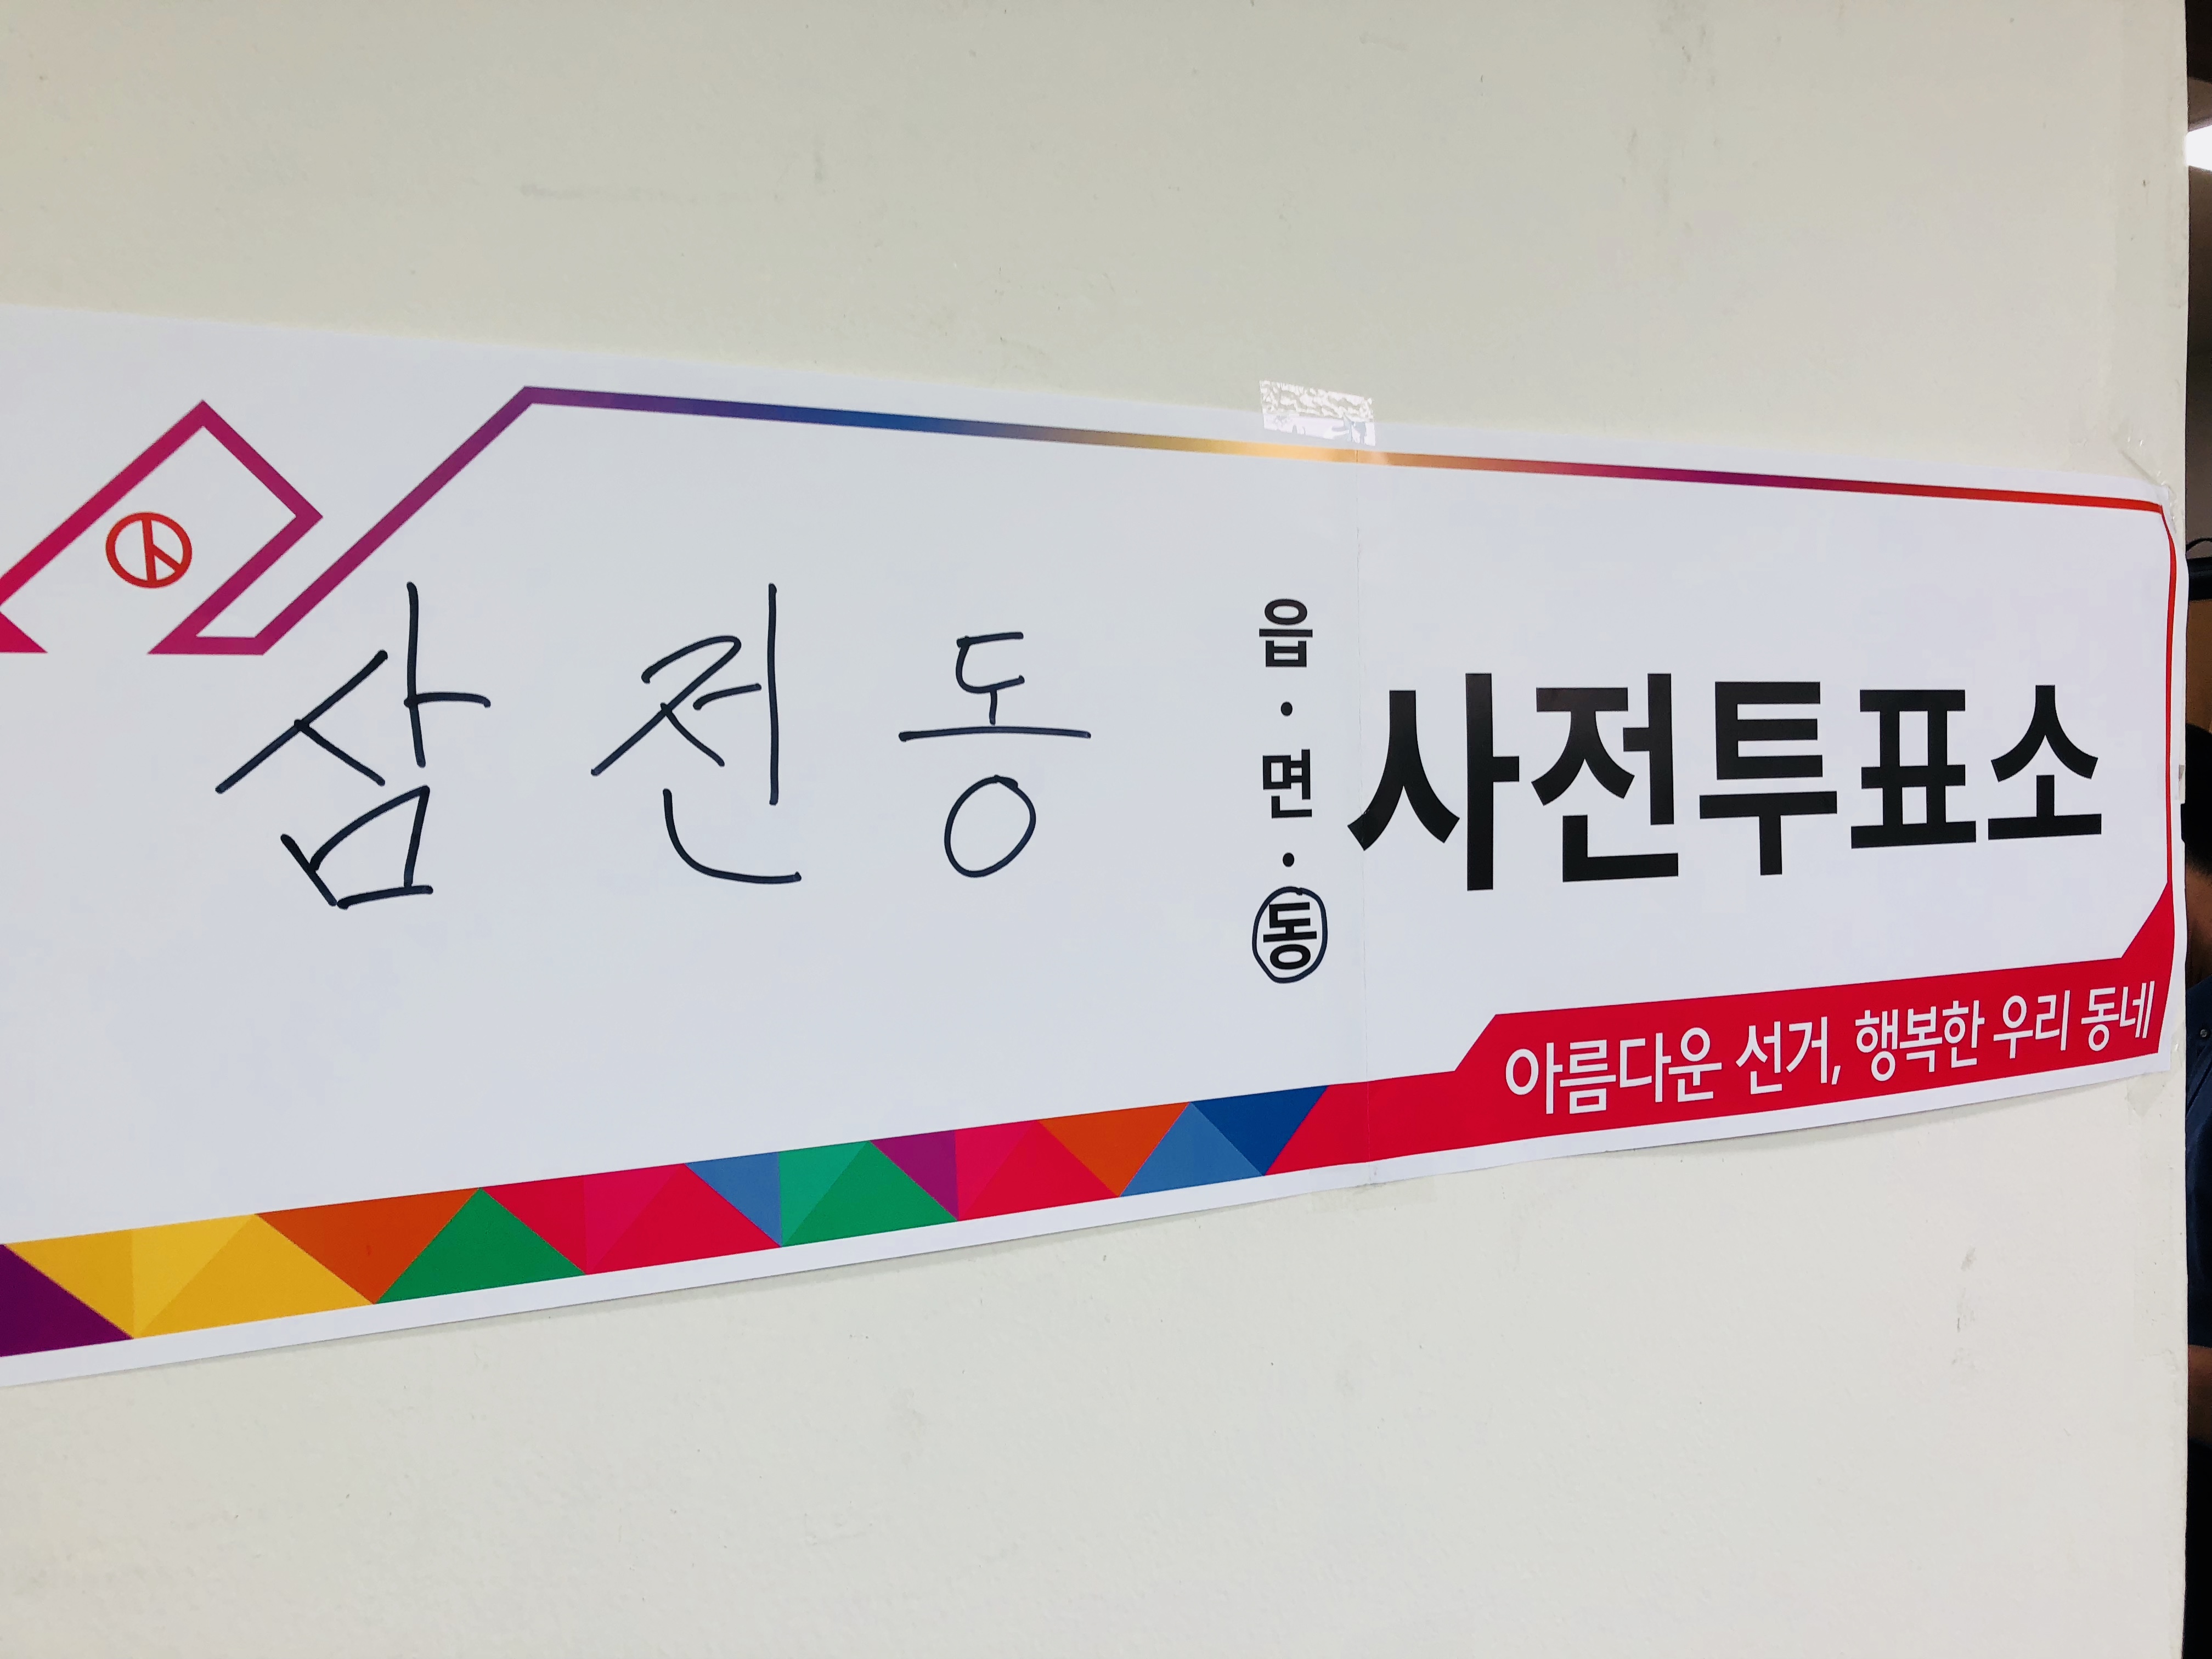 삼전동 읍·면·동 사전투표소
아름다운 선거, 행복한 우리 동네